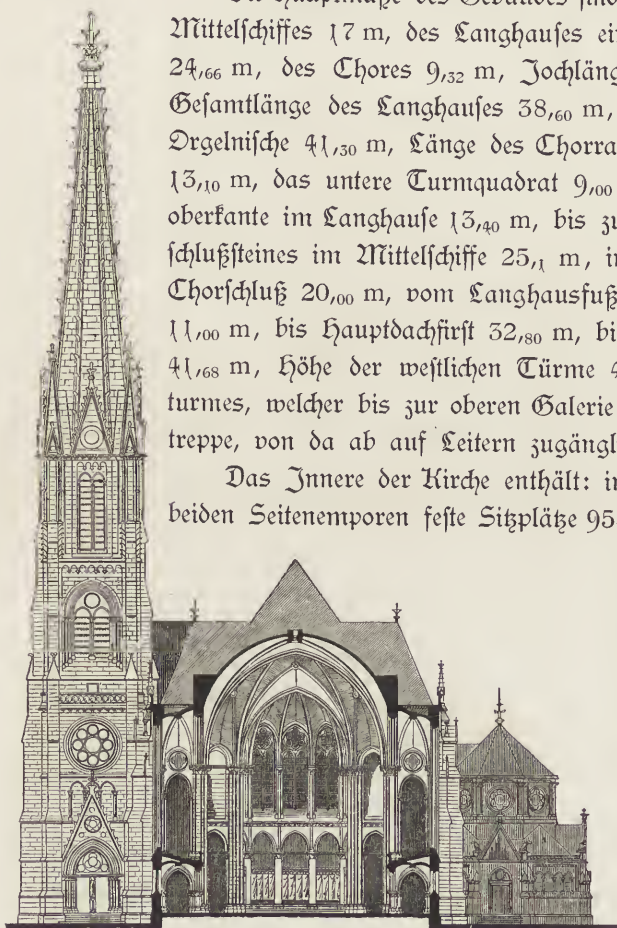 Mittelschiffes 17 m, des Langhauses ei
24,66 m, des Chores 9,32 m, Jochläng
Gesamtlänge des Langhauses 38,60 m,
Orgelnische 41,30 m, Länge des Chorra
13,10 m, das untere Turmquadrat 9,00
oberkante im Langhause 13,40 m, bis zu
schlußsteines im Mittelschiffe 25,1 m, in
Chorschluß 20,00 m, vom Langhausfuß
11,00 m, bis Hauptdachfirst 32,80 m, bi
41,68 m, Höhe der westlichen Türme 4
turmes, welcher bis zur oberen Galerie
treppe, von da ab auf Leitern zugängl
Das Innere der Kirche enthält: in
beiden Seitenemporen feste Sitzplätze 95